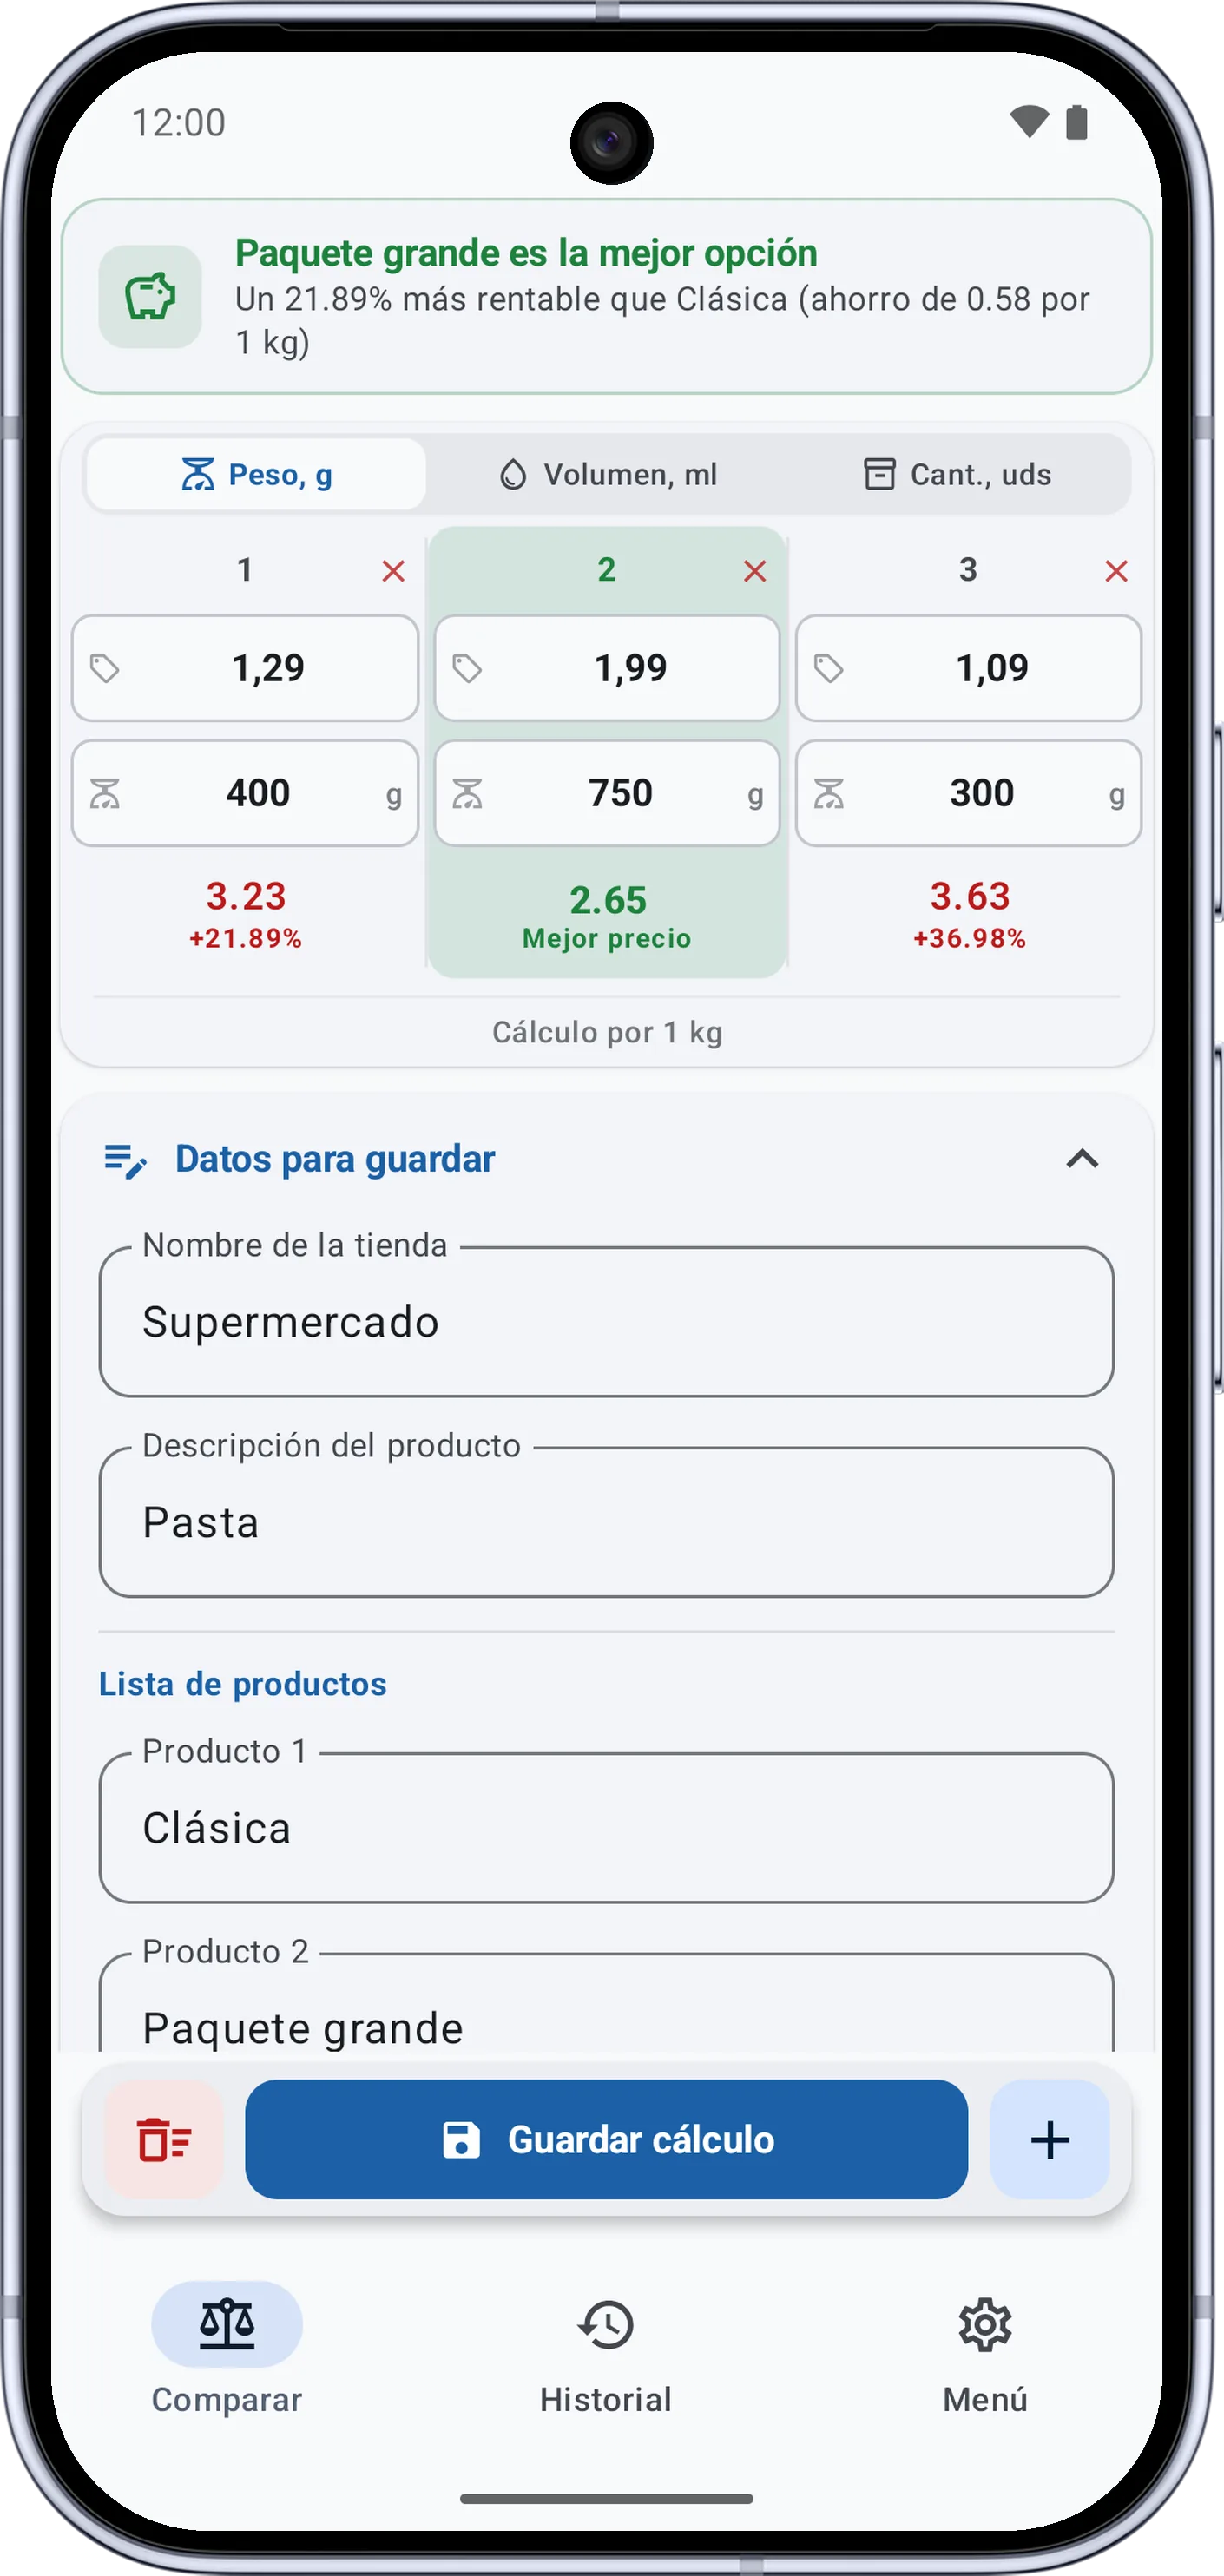 12:00
Paquete grande es la mejor opción
Un 21.89% más rentable que Clásica (ahorro de 0.58 por
1 kg)
Peso, g
Volumen, ml
Cant., uds
1
2
3
1,29
1,99
1,09
400 g
750 g
300 g
3.23
2.65
3.63
+21.89%
Mejor precio
+36.98%
Cálculo por 1 kg
Datos para guardar
Nombre de la tienda
Supermercado
Descripción del producto
Pasta
Lista de productos
Producto 1
Clásica
Producto 2
Paquete grande
Guardar cálculo
Comparar
Historial
Menú